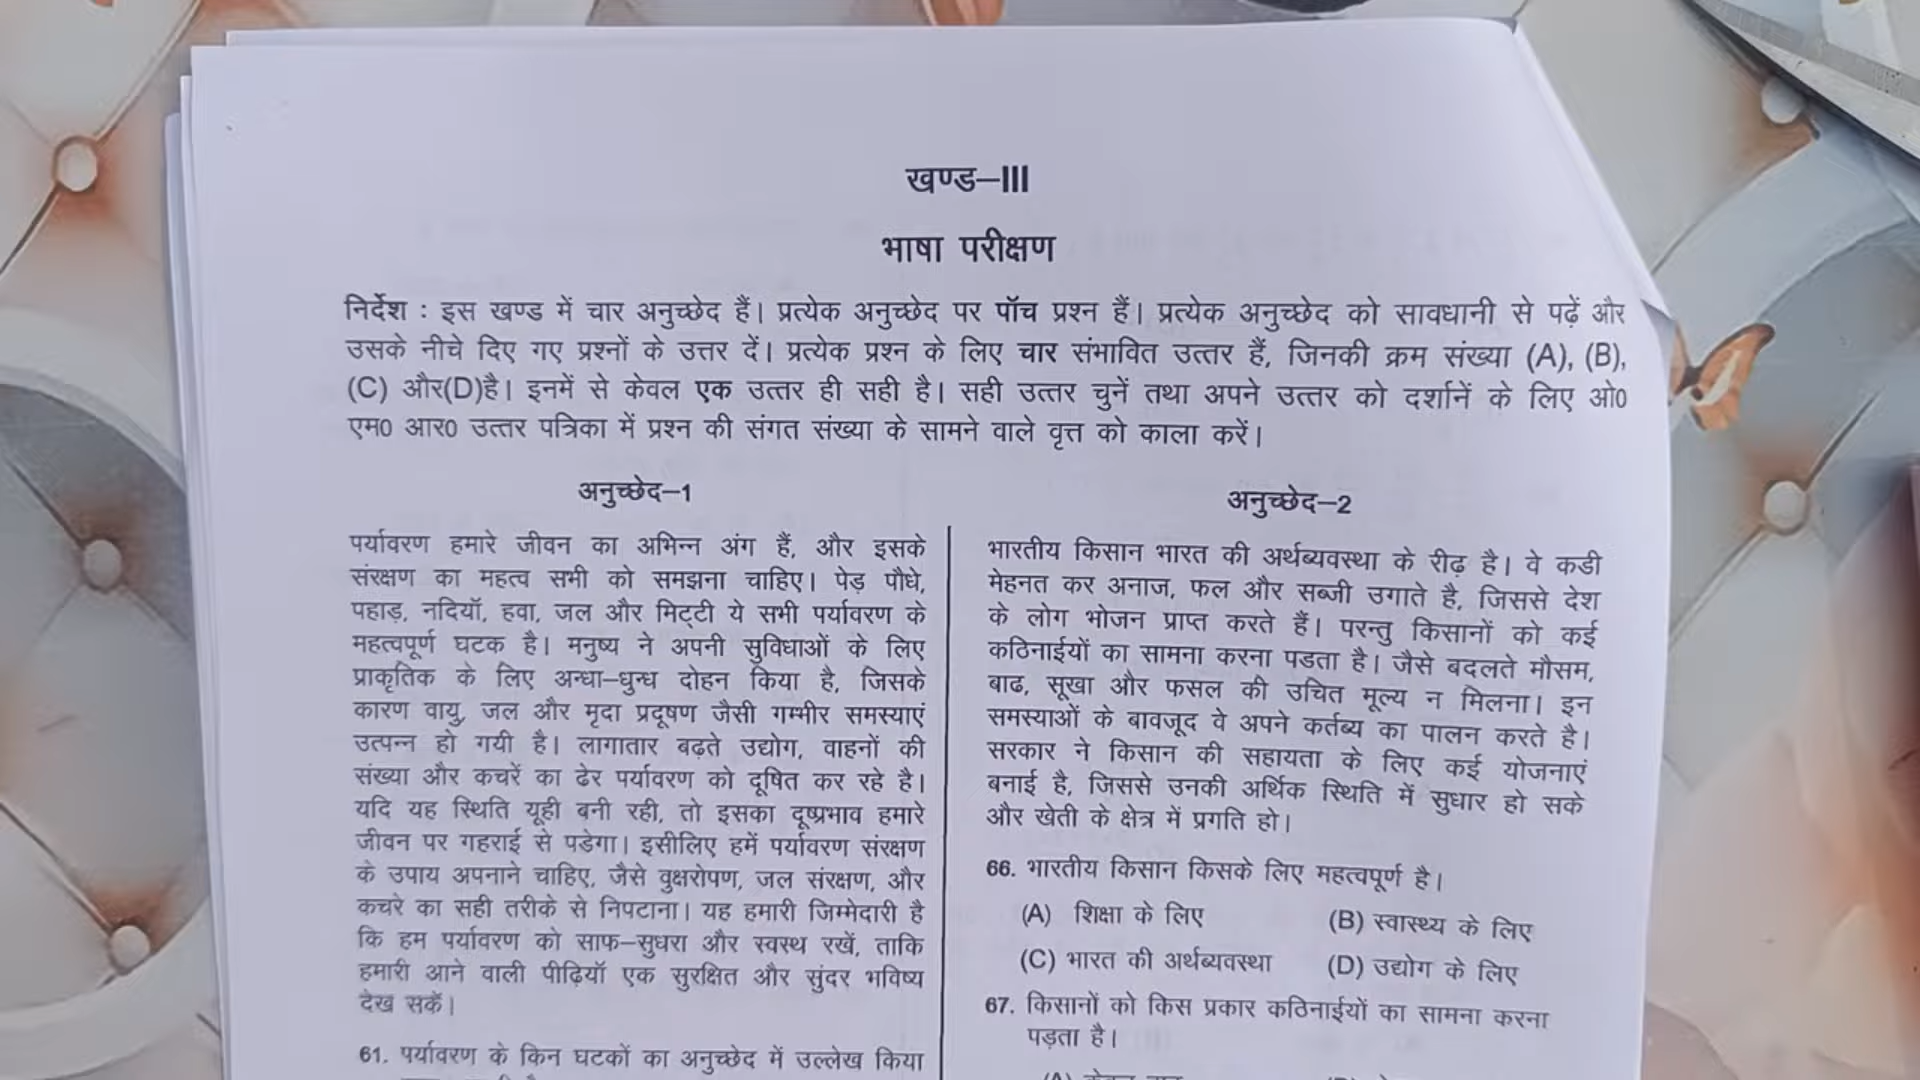 खण्ड–III
भाषा परीक्षण
निर्देश : इस खण्ड में चार अनुच्छेद हैं। प्रत्येक अनुच्छेद पर पॉच प्रश्न हैं। प्रत्येक अनुच्छेद को सावधानी से पढ़ें और
उसके नीचे दिए गए प्रश्नों के उत्तर दें। प्रत्येक प्रश्न के लिए चार संभावित उत्तर हैं, जिनकी क्रम संख्या (A), (B),
(C) और(D)है। इनमें से केवल एक उत्तर ही सही है। सही उत्तर चुनें तथा अपने उत्तर को दर्शानें के लिए ओ0
एम0 आर0 उत्तर पत्रिका में प्रश्न की संगत संख्या के सामने वाले वृत्त को काला करें।
अनुच्छेद–1
पर्यावरण हमारे जीवन का अभिन्न अंग हैं, और इसके
संरक्षण का महत्व सभी को समझना चाहिए। पेड़ पौधे,
पहाड़, नदियॉ, हवा, जल और मिट्टी ये सभी पर्यावरण के
महत्वपूर्ण घटक है। मनुष्य ने अपनी सुविधाओं के लिए
प्राकृतिक के लिए अन्धा–धुन्ध दोहन किया है, जिसके
कारण वायु, जल और मृदा प्रदूषण जैसी गम्भीर समस्याएं
उत्पन्न हो गयी है। लागातार बढ़ते उद्योग, वाहनों की
संख्या और कचरें का ढेर पर्यावरण को दूषित कर रहे है।
यदि यह स्थिति यूही बनी रही, तो इसका दूष्प्रभाव हमारे
जीवन पर गहराई से पडेगा। इसीलिए हमें पर्यावरण संरक्षण
के उपाय अपनाने चाहिए, जैसे वुक्षरोपण, जल संरक्षण, और
कचरे का सही तरीके से निपटाना। यह हमारी जिम्मेदारी है
कि हम पर्यावरण को साफ–सुधरा और स्वस्थ रखें, ताकि
हमारी आने वाली पीढ़ियॉ एक सुरक्षित और सुंदर भविष्य
देख सकें।
61. पर्यावरण के किन घटकों का अनुच्छेद में उल्लेख किया
अनुच्छेद–2
भारतीय किसान भारत की अर्थब्यवस्था के रीढ़ है। वे कडी
मेहनत कर अनाज, फल और सब्जी उगाते है, जिससे देश
के लोग भोजन प्राप्त करते हैं। परन्तु किसानों को कई
कठिनाईयों का सामना करना पडता है। जैसे बदलते मौसम,
बाढ, सूखा और फसल की उचित मूल्य न मिलना। इन
समस्याओं के बावजूद वे अपने कर्तब्य का पालन करते है।
सरकार ने किसान की सहायता के लिए कई योजनाएं
बनाई है, जिससे उनकी अर्थिक स्थिति में सुधार हो सके
और खेती के क्षेत्र में प्रगति हो।
66. भारतीय किसान किसके लिए महत्वपूर्ण है।
(A) शिक्षा के लिए (B) स्वास्थ्य के लिए
(C) भारत की अर्थब्यवस्था (D) उद्योग के लिए
67. किसानों को किस प्रकार कठिनाईयों का सामना करना
पड़ता है।